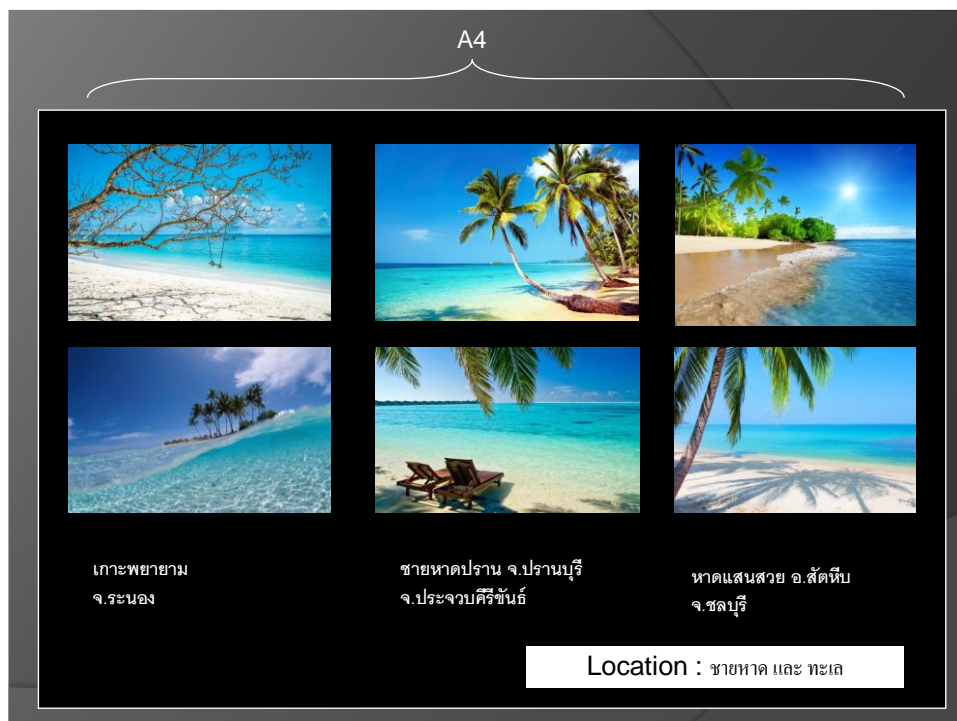 A4
เกาะพยายาม
จ.ระนอง
ชายหาดปราน จ.ปรานบุรี
จ.ประจวบคีรีขันธ์
หาดแสนสวย อ.สัตหีบ
จ.ชลบุรี
Location : ชายหาด และ ทะเล